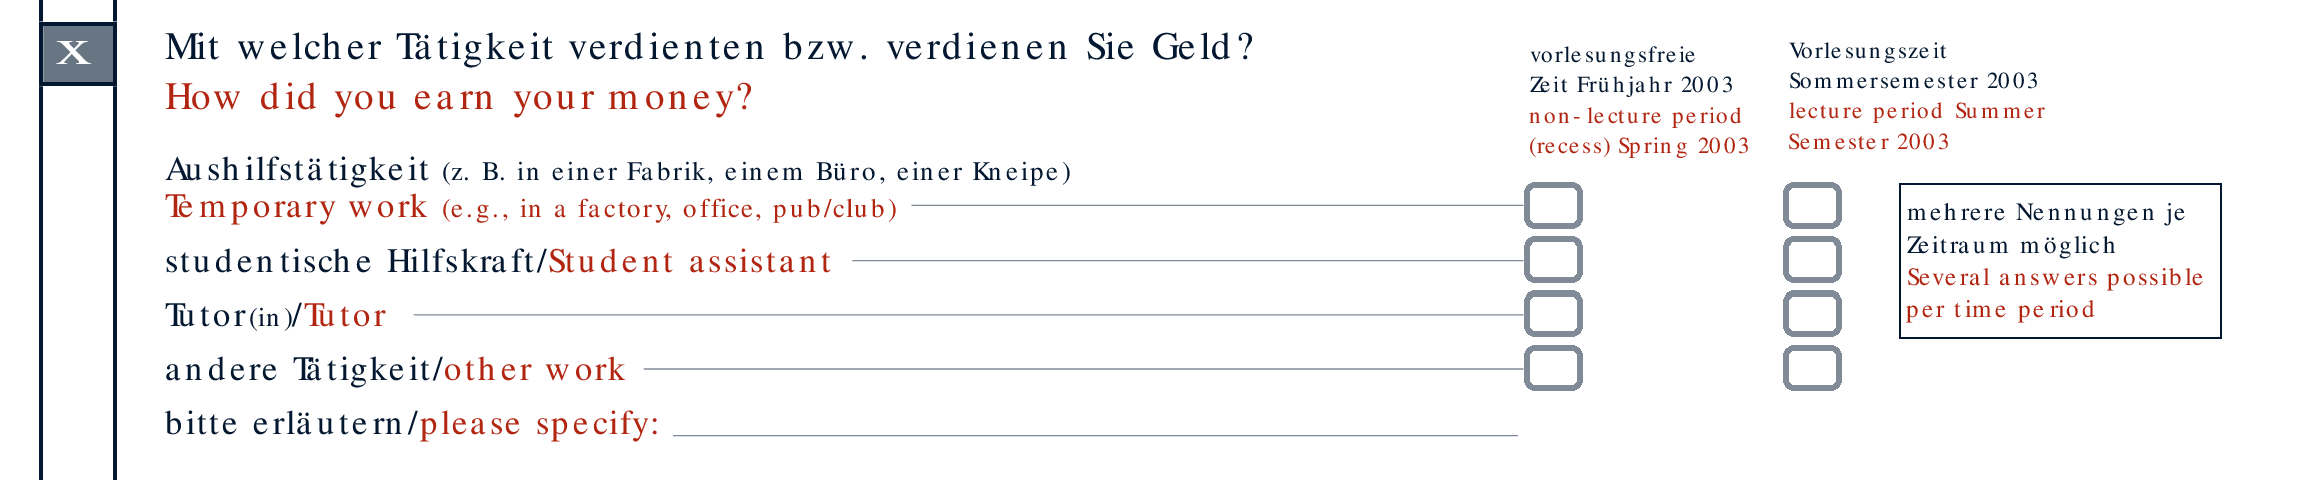 X
Mit welcher Tätigkeit verdienten bzw. verdienen Sie Geld?
How did you earn your money?
vorlesungsfreie
Zeit Frühjahr 2003
non-lecture period
(recess) Spring 2003
Vorlesungszeit
Sommersemester 2003
lecture period Summer
Semester 2003
Aushilfstätigkeit (z. B. in einer Fabrik, einem Büro, einer Kneipe)
Temporary work (e.g., in a factory, office, pub/club)
studentische Hilfskraft/Student assistant
Tutor(in)/Tutor
andere Tätigkeit/other work
bitte erläutern/please specify:
mehrere Nennungen je
Zeitraum möglich
Several answers possible
per time period